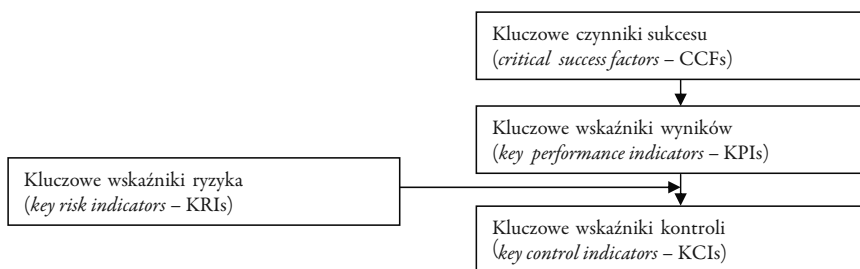 Kluczowe czynniki sukcesu
(critical success factors – CCFs)
Kluczowe wskaźniki wyników
(key performance indicators – KPIs)
Kluczowe wskaźniki ryzyka
(key risk indicators – KRIs)
Kluczowe wskaźniki kontroli
(key control indicators – KCIs)